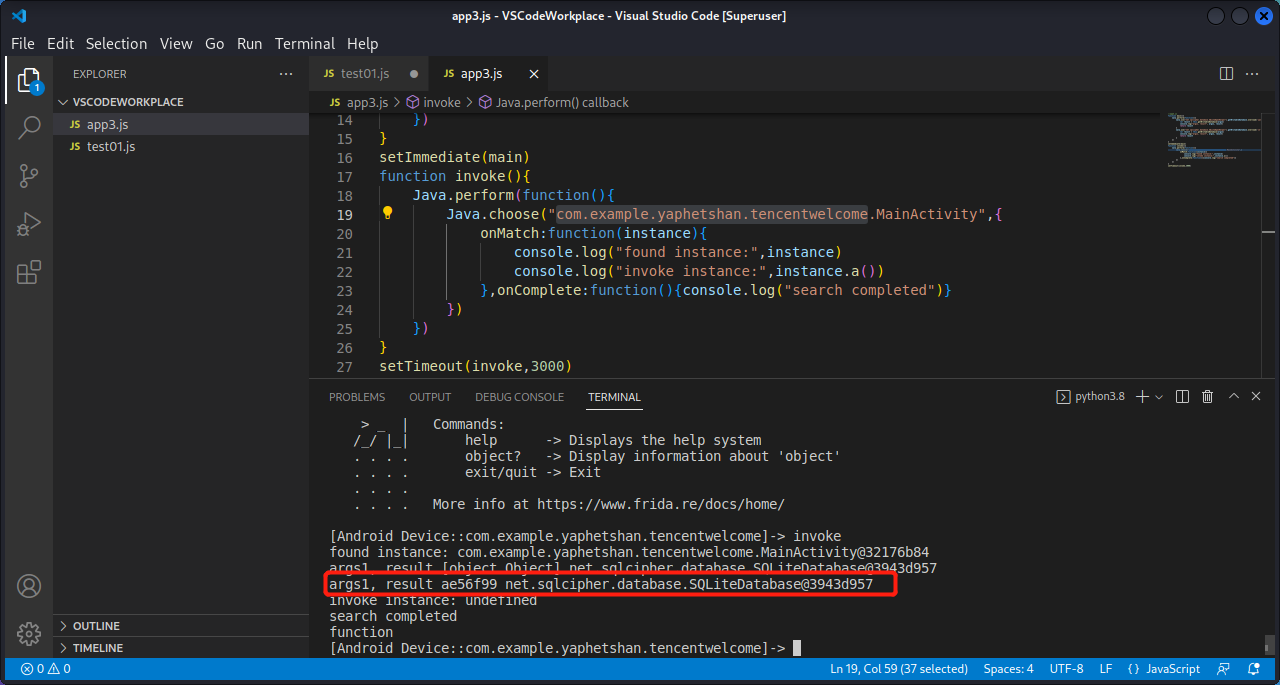 app3.js - VSCodeWorkplace - Visual Studio Code [Superuser]
File Edit Selection View Go Run Terminal Help
EXPLORER ···
VSCODEWORKPLACE
JS app3.js
JS test01.js
OUTLINE
TIMELINE
1
JS test01.js ● JS app3.js
JS app3.js > invoke > Java.perform() callback
14 })
15 }
16 setImmediate(main)
17 function invoke(){
18 Java.perform(function(){
19 Java.choose("com.example.yaphetshan.tencentwelcome.MainActivity",{
20 onMatch:function(instance){
21 console.log("found instance:",instance)
22 console.log("invoke instance:",instance.a())
23 },onComplete:function(){console.log("search completed")}
24 })
25 })
26 }
27 setTimeout(invoke,3000)
PROBLEMS OUTPUT DEBUG CONSOLE TERMINAL python3.8
> _ | Commands:
/_/ |_| help -> Displays the help system
. . . . object? -> Display information about 'object'
. . . . exit/quit -> Exit
. . . .
. . . . More info at https://www.frida.re/docs/home/
[Android Device::com.example.yaphetshan.tencentwelcome]-> invoke
found instance: com.example.yaphetshan.tencentwelcome.MainActivity@32176b84
args1, result [object Object] net.sqlcipher.database.SQLiteDatabase@3943d957
args1, result ae56f99 net.sqlcipher.database.SQLiteDatabase@3943d957
invoke instance: undefined
search completed
function
[Android Device::com.example.yaphetshan.tencentwelcome]->
0 0 Ln 19, Col 59 (37 selected) Spaces: 4 UTF-8 LF {} JavaScript